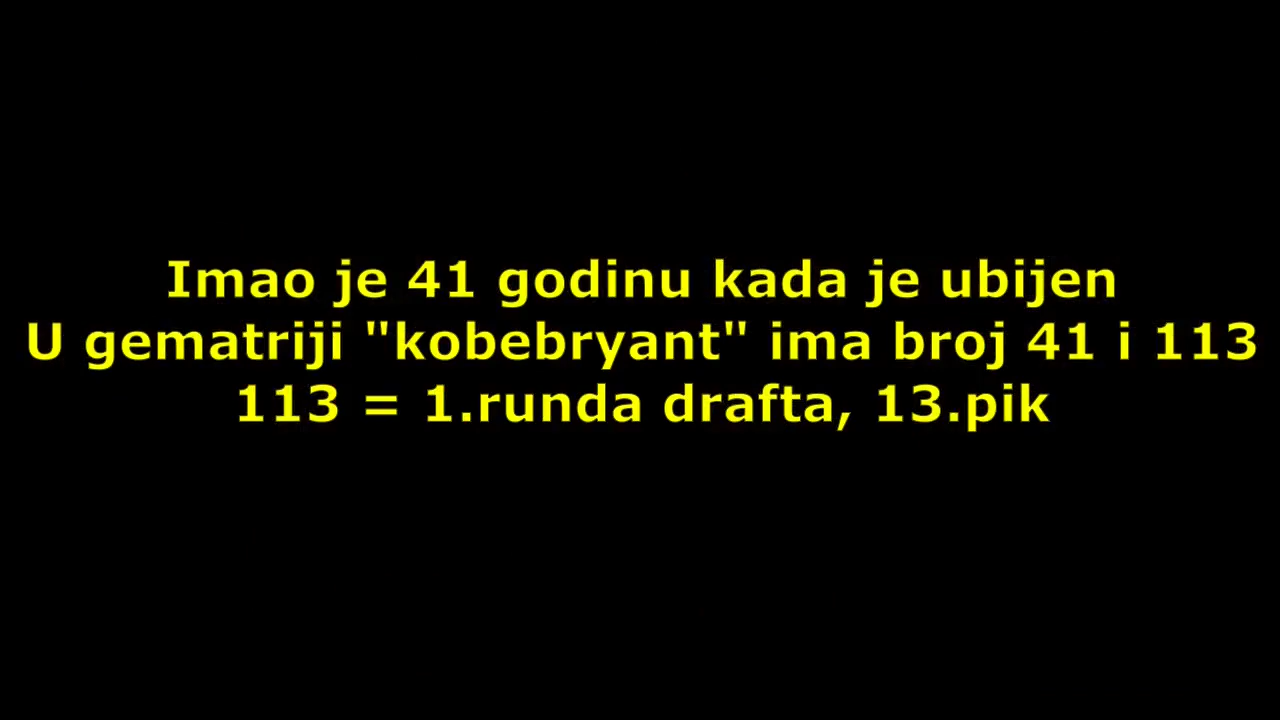 Imao je 41 godinu kada je ubijen
U gematriji "kobebryant" ima broj 41 i 113
113 = 1.runda drafta, 13.pik